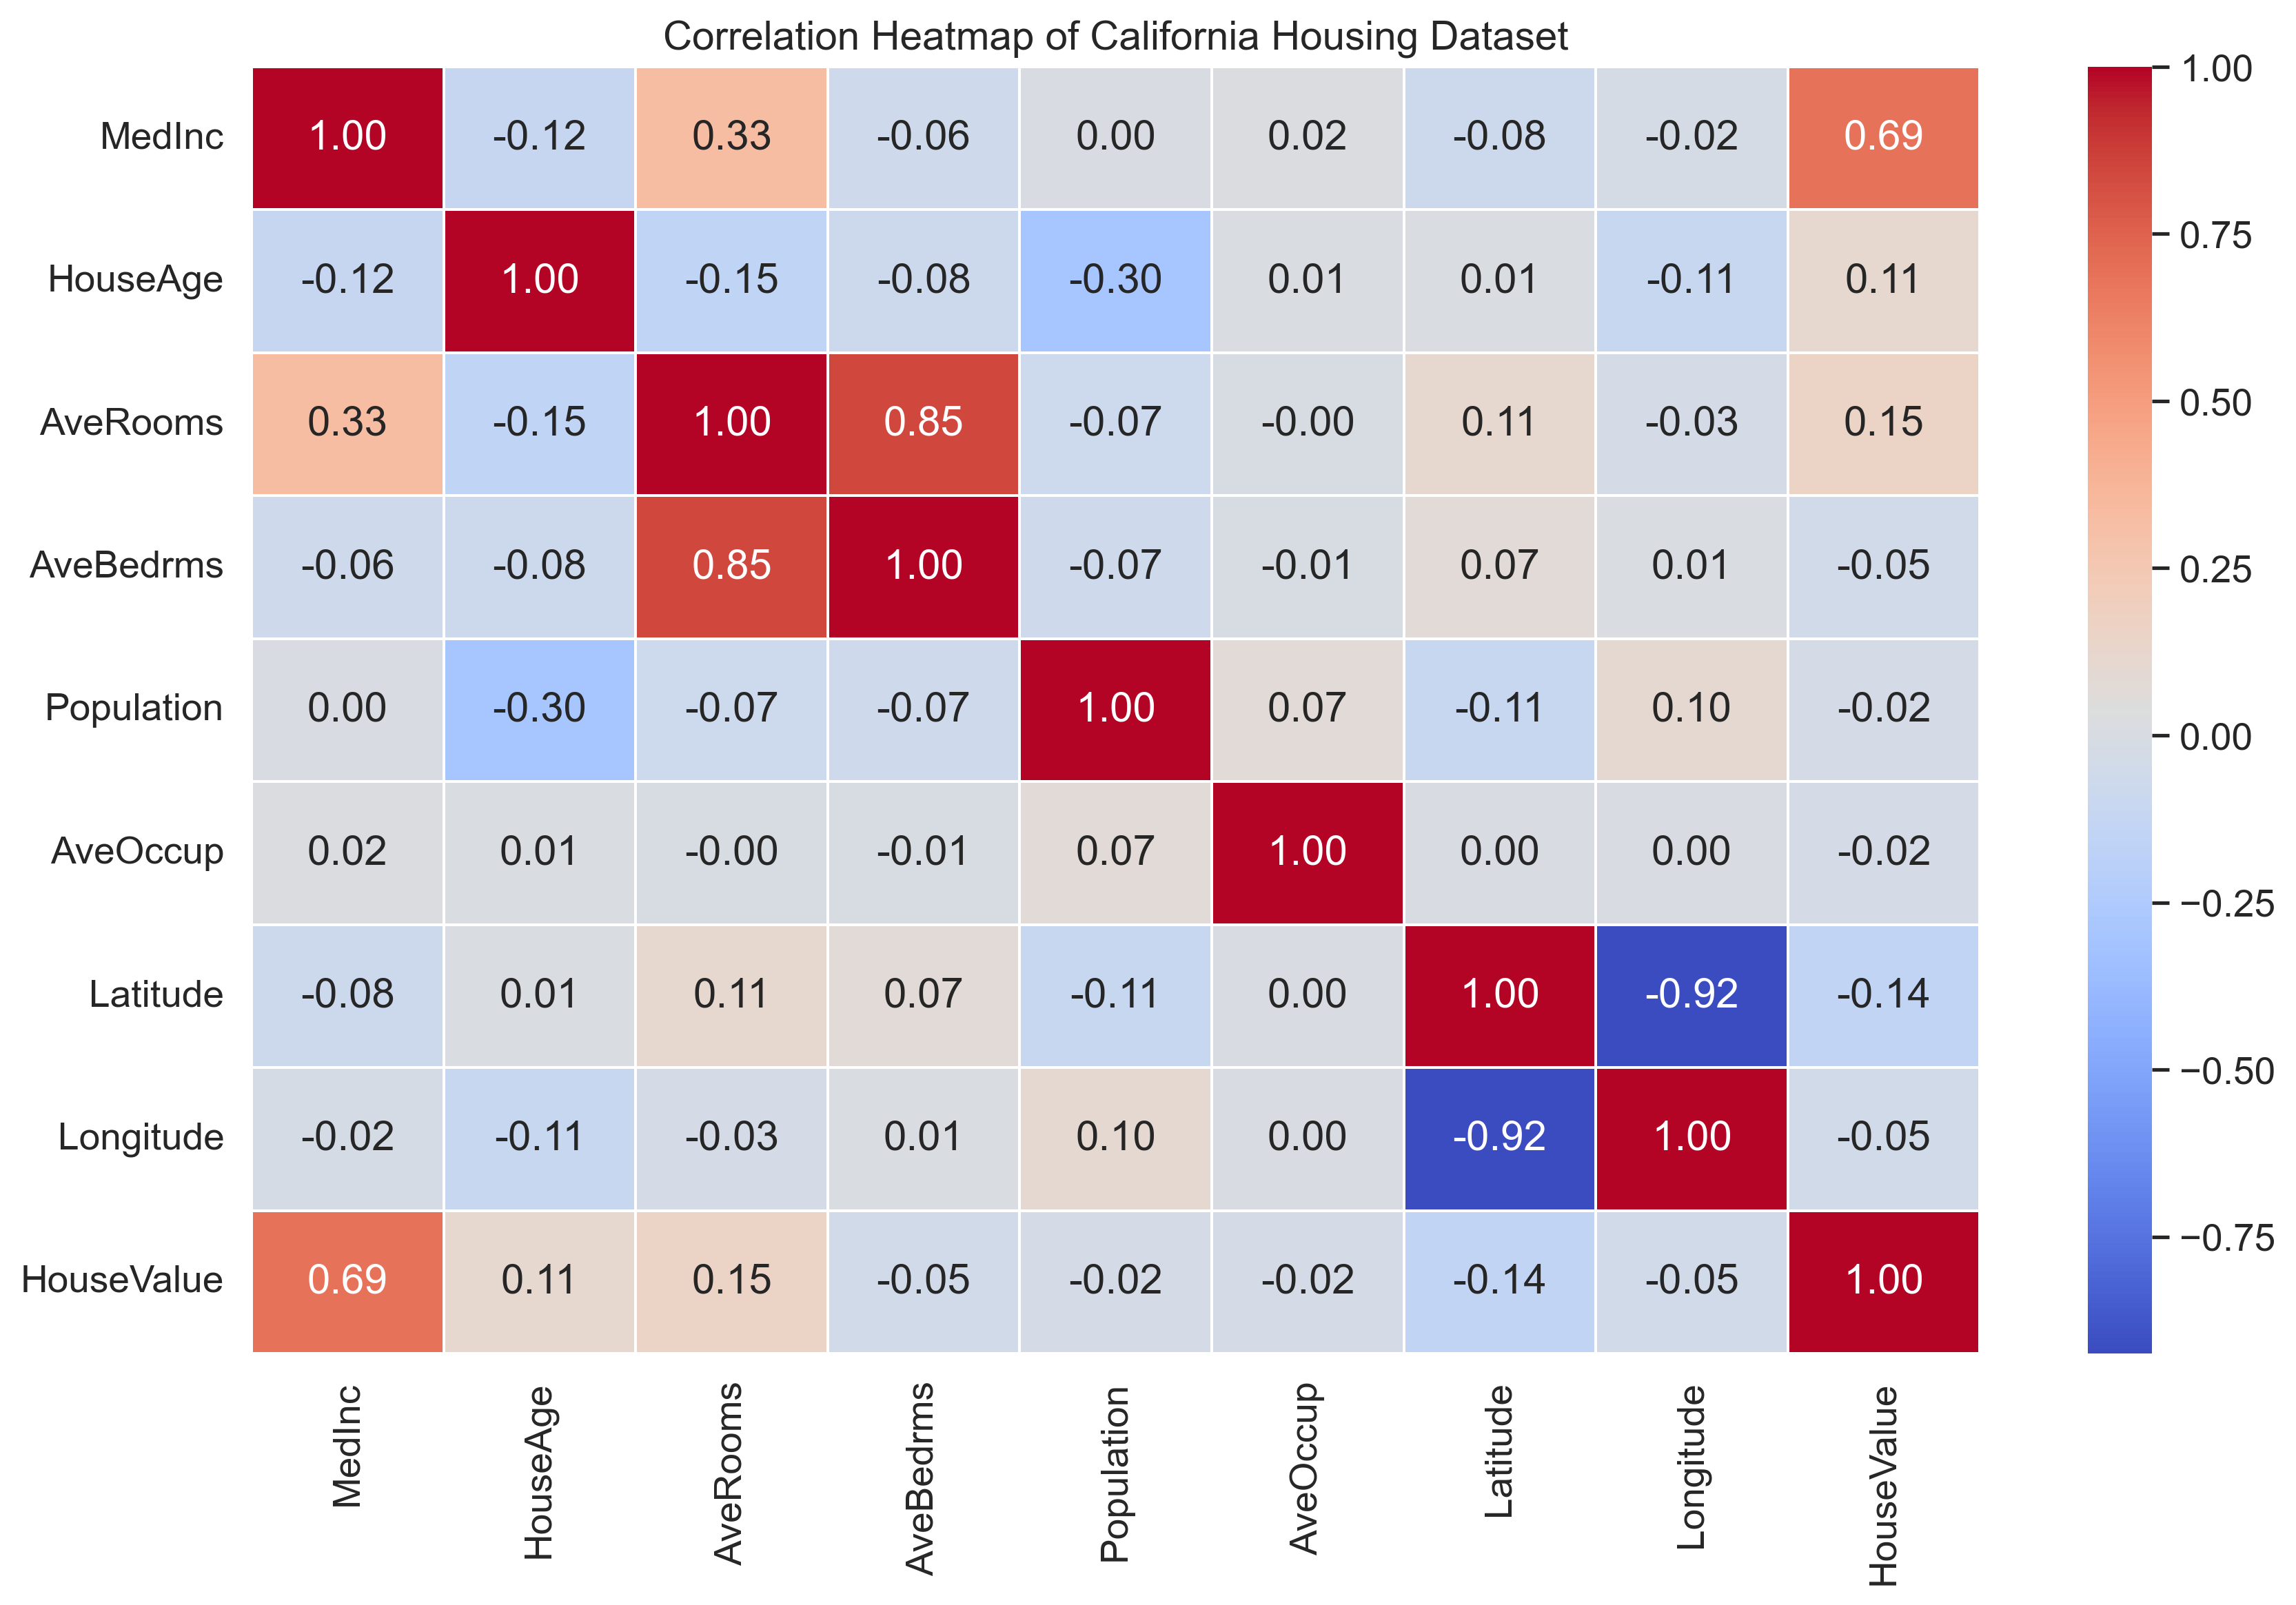 Correlation Heatmap of California Housing Dataset
MedInc 1.00 -0.12 0.33 -0.06 0.00 0.02 -0.08 -0.02 0.69
HouseAge -0.12 1.00 -0.15 -0.08 -0.30 0.01 0.01 -0.11 0.11
AveRooms 0.33 -0.15 1.00 0.85 -0.07 -0.00 0.11 -0.03 0.15
AveBedrms -0.06 -0.08 0.85 1.00 -0.07 -0.01 0.07 0.01 -0.05
Population 0.00 -0.30 -0.07 -0.07 1.00 0.07 -0.11 0.10 -0.02
AveOccup 0.02 0.01 -0.00 -0.01 0.07 1.00 0.00 0.00 -0.02
Latitude -0.08 0.01 0.11 0.07 -0.11 0.00 1.00 -0.92 -0.14
Longitude -0.02 -0.11 -0.03 0.01 0.10 0.00 -0.92 1.00 -0.05
HouseValue 0.69 0.11 0.15 -0.05 -0.02 -0.02 -0.14 -0.05 1.00
MedInc
HouseAge
AveRooms
AveBedrms
Population
AveOccup
Latitude
Longitude
HouseValue
1.00
0.75
0.50
0.25
0.00
−0.25
−0.50
−0.75